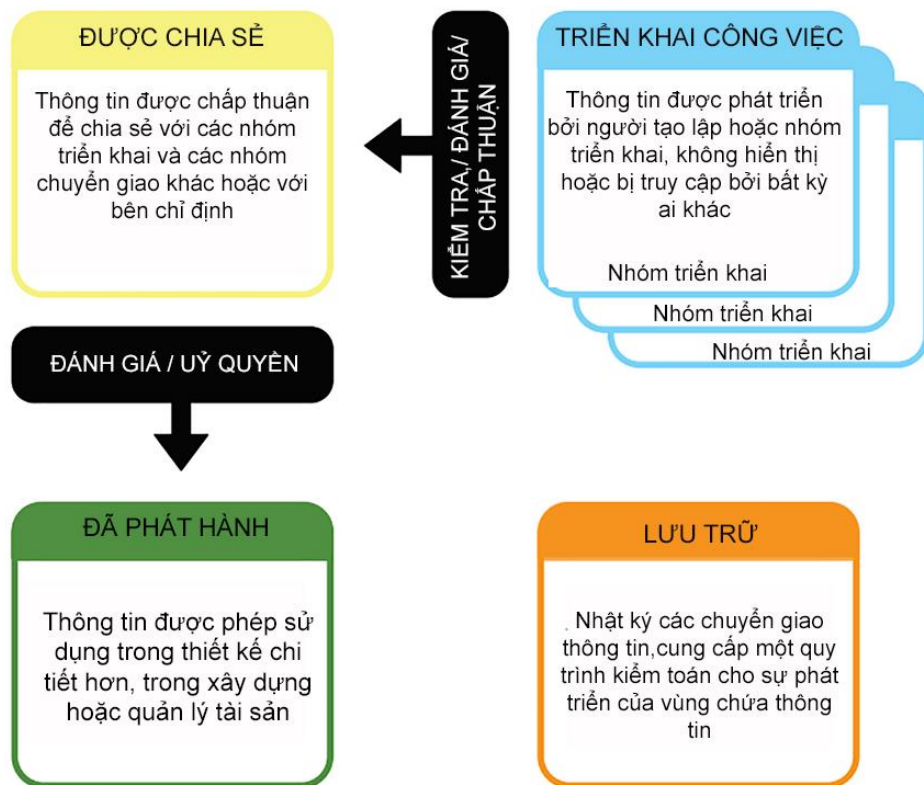 ĐƯỢC CHIA SẺ
Thông tin được chấp thuận
để chia sẻ với các nhóm
triển khai và các nhóm
chuyển giao khác hoặc với
bên chỉ định
KIỂM TRA,/ ĐÁNH GIÁ/
CHẤP THUẬN
TRIỂN KHAI CÔNG VIỆC
Thông tin được phát triển
bởi người tạo lập hoặc nhóm
triển khai, không hiển thị
hoặc bị truy cập bởi bất kỳ
ai khác
Nhóm triển khai
Nhóm triển khai
Nhóm triển khai
ĐÁNH GIÁ / UỶ QUYỀN
ĐÃ PHÁT HÀNH
Thông tin được phép sử
dụng trong thiết kế chi
tiết hơn, trong xây dựng
hoặc quản lý tài sản
LƯU TRỮ
Nhật ký các chuyển giao
thông tin,cung cấp một quy
trình kiểm toán cho sự phát
triển của vùng chứa thông
tin